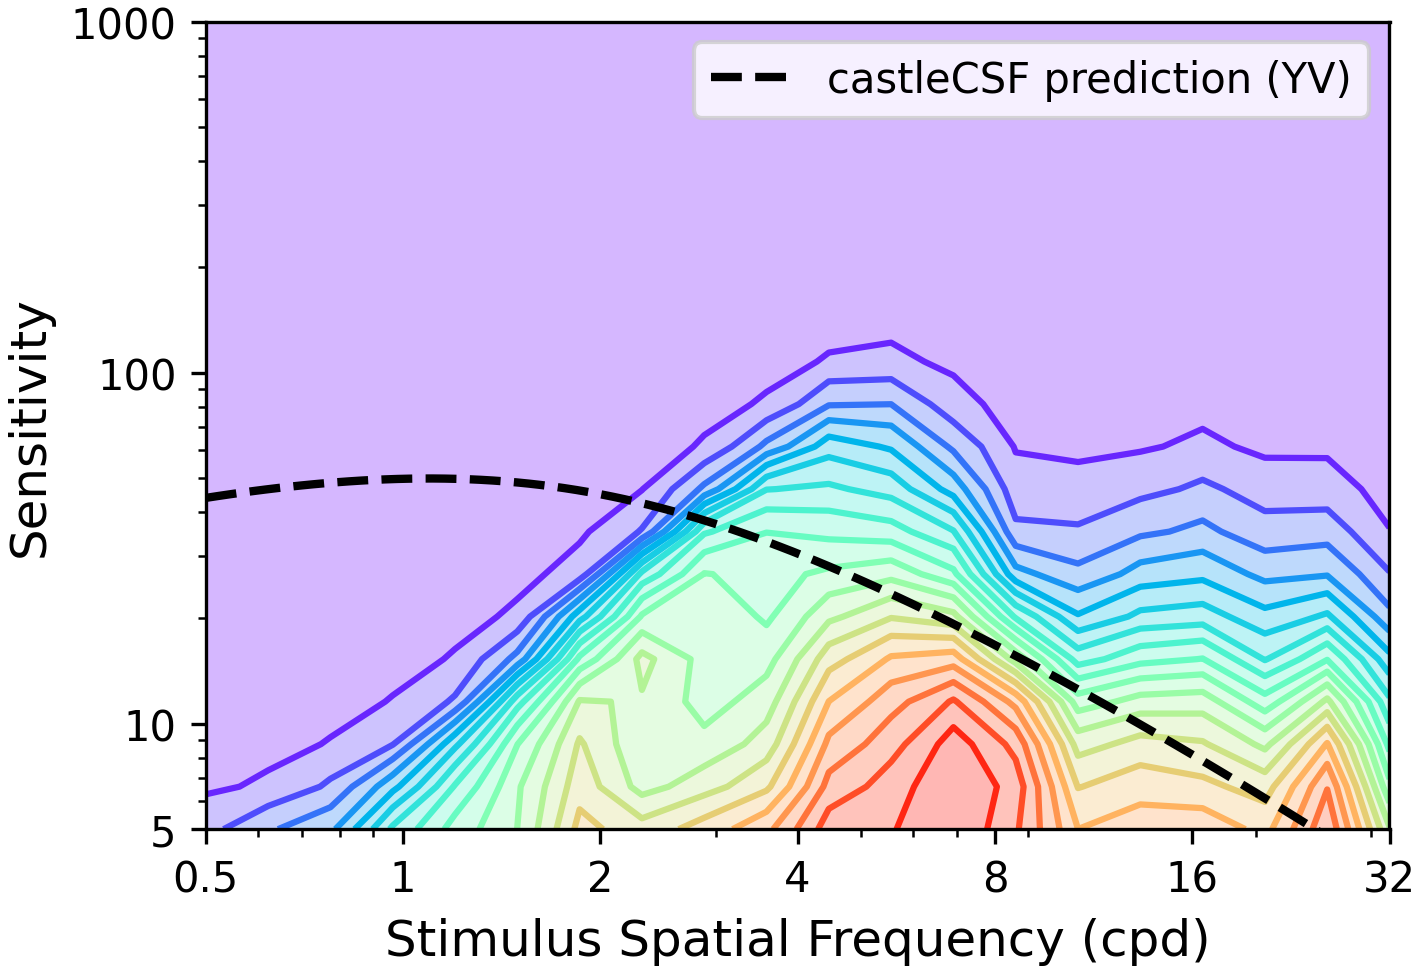 1000
castleCSF prediction (YV)
Sensitivity
100
10
5
0.5 1 2 4 8 16 32
Stimulus Spatial Frequency (cpd)